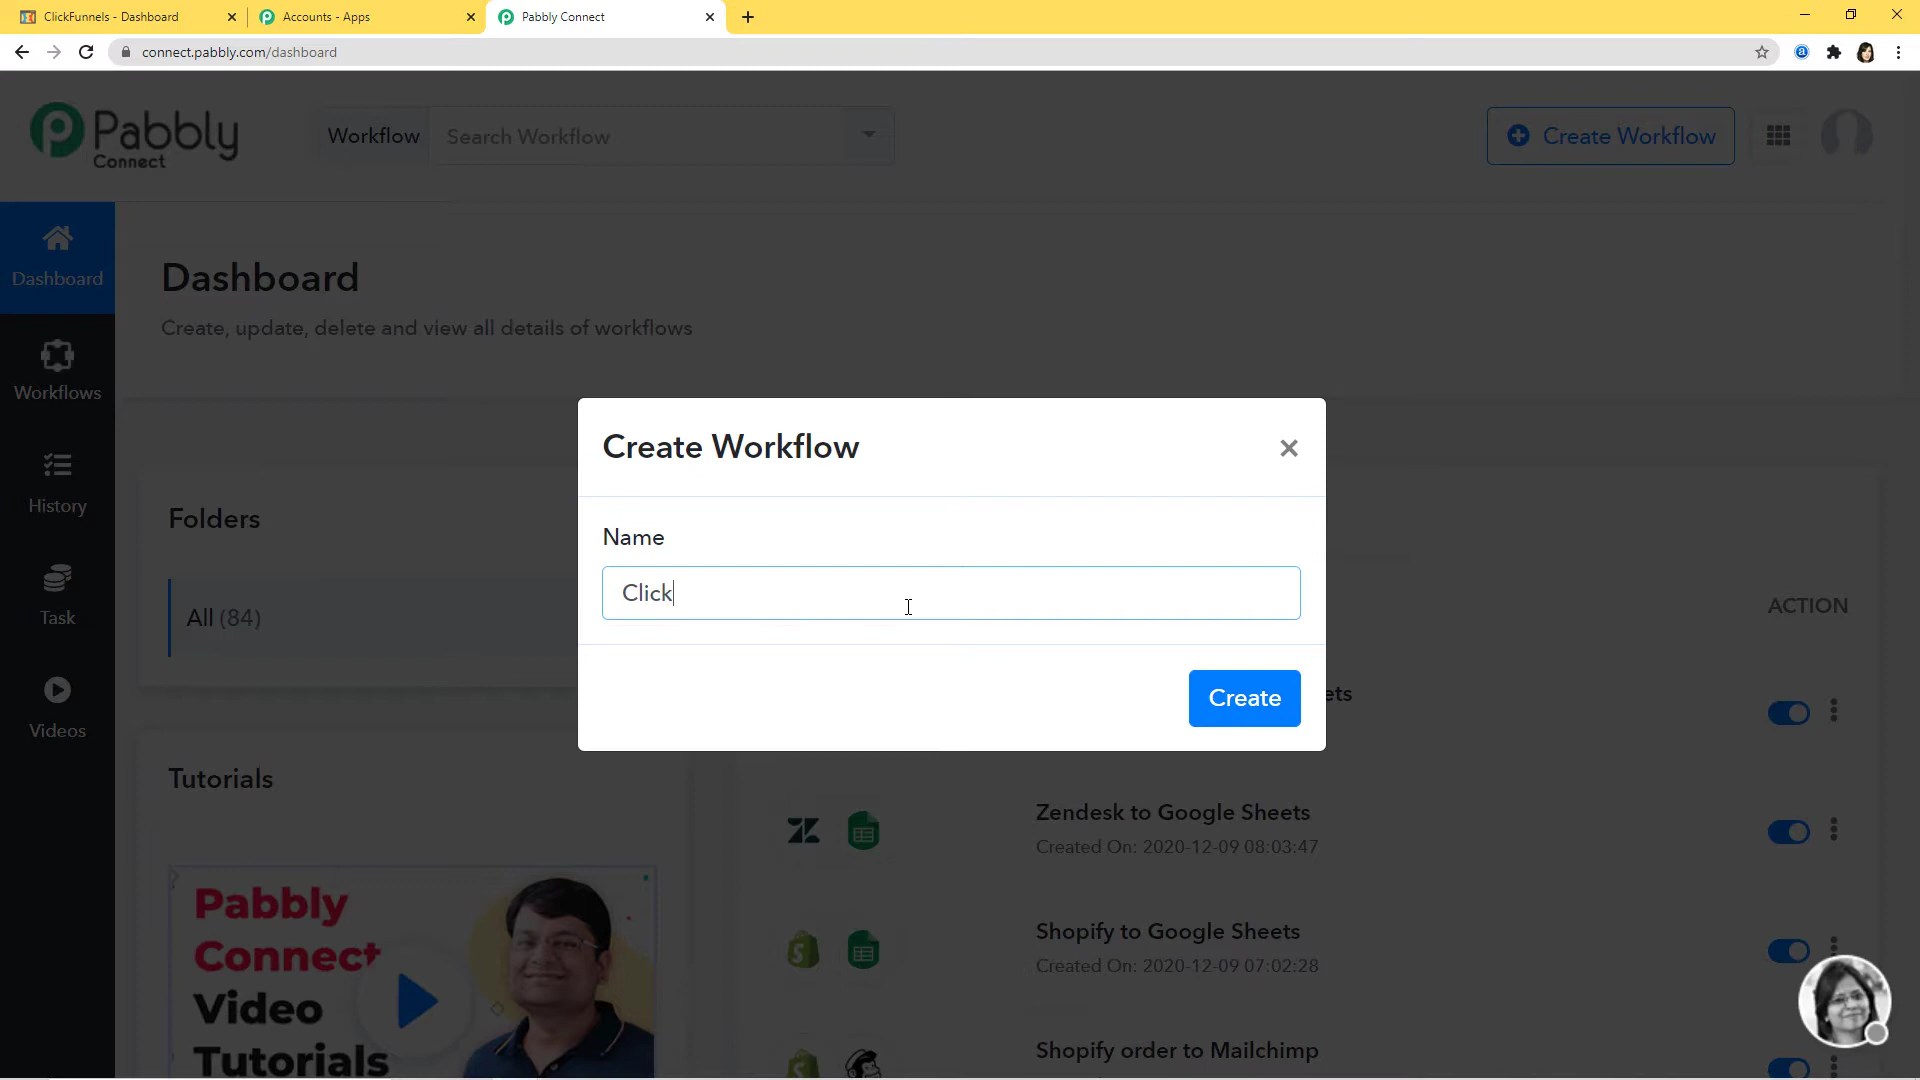 ClickFunnels - Dashboard
Accounts - Apps
Pabbly Connect
connect.pabbly.com/dashboard
Pabbly
Connect
Workflow
Search Workflow
Create Workflow
Dashboard
Dashboard
Create, update, delete and view all details of workflows
Workflows
Create Workflow
Name
Click
Create
History
Folders
All (84)
Task
ACTION
ets
Videos
Tutorials
Zendesk to Google Sheets
Created On: 2020-12-09 08:03:47
Pabbly
Connect
Video
Tutorials
Shopify to Google Sheets
Created On: 2020-12-09 07:02:28
Shopify order to Mailchimp